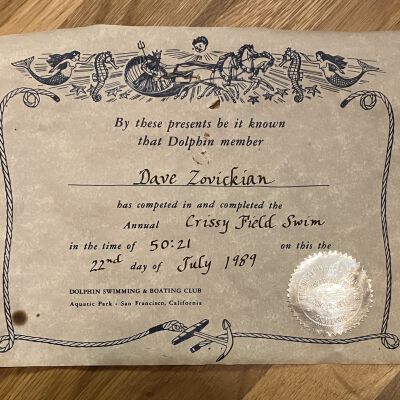 By these presents be it known
that Dolphin member
Dave Zovickian
has competed in and completed the
Annual Crissy Field Swim
in the time of 50:21 on this the
22nd day of July 1989
DOLPHIN SWIMMING & BOATING CLUB
Aquatic Park - San Francisco, California